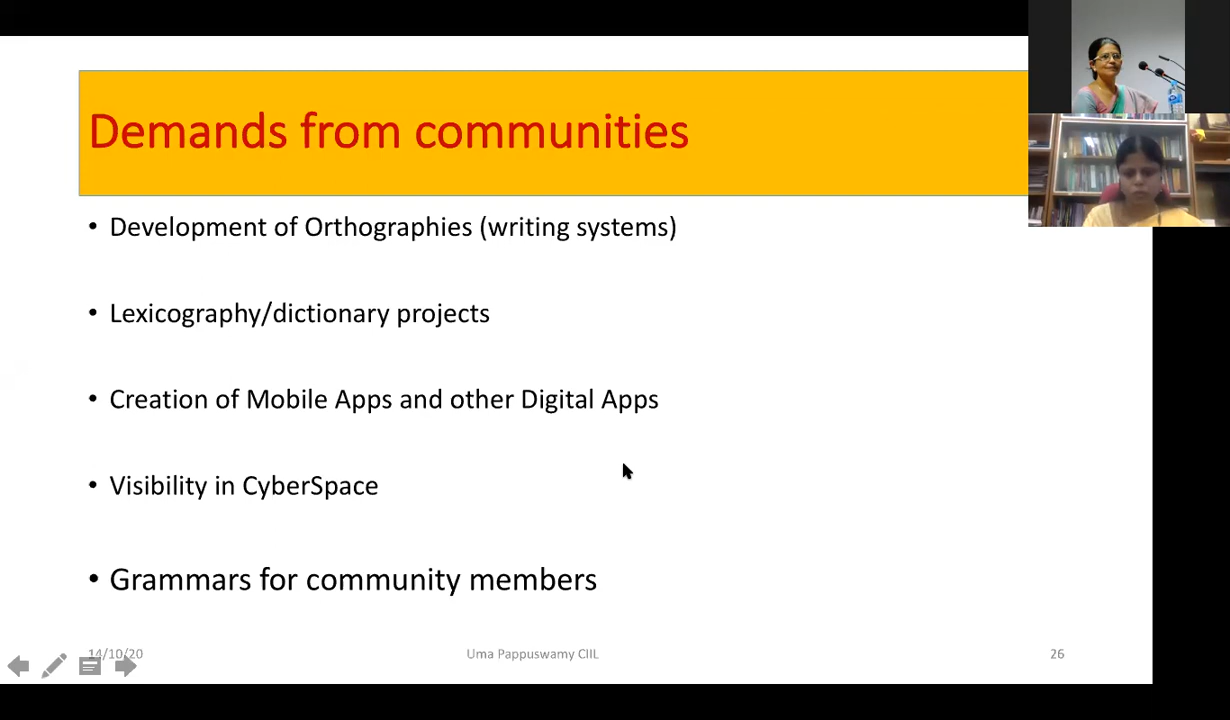 Demands from communities
• Development of Orthographies (writing systems)
• Lexicography/dictionary projects
• Creation of Mobile Apps and other Digital Apps
• Visibility in CyberSpace
• Grammars for community members
14/10/20
Uma Pappuswamy CIIL
26